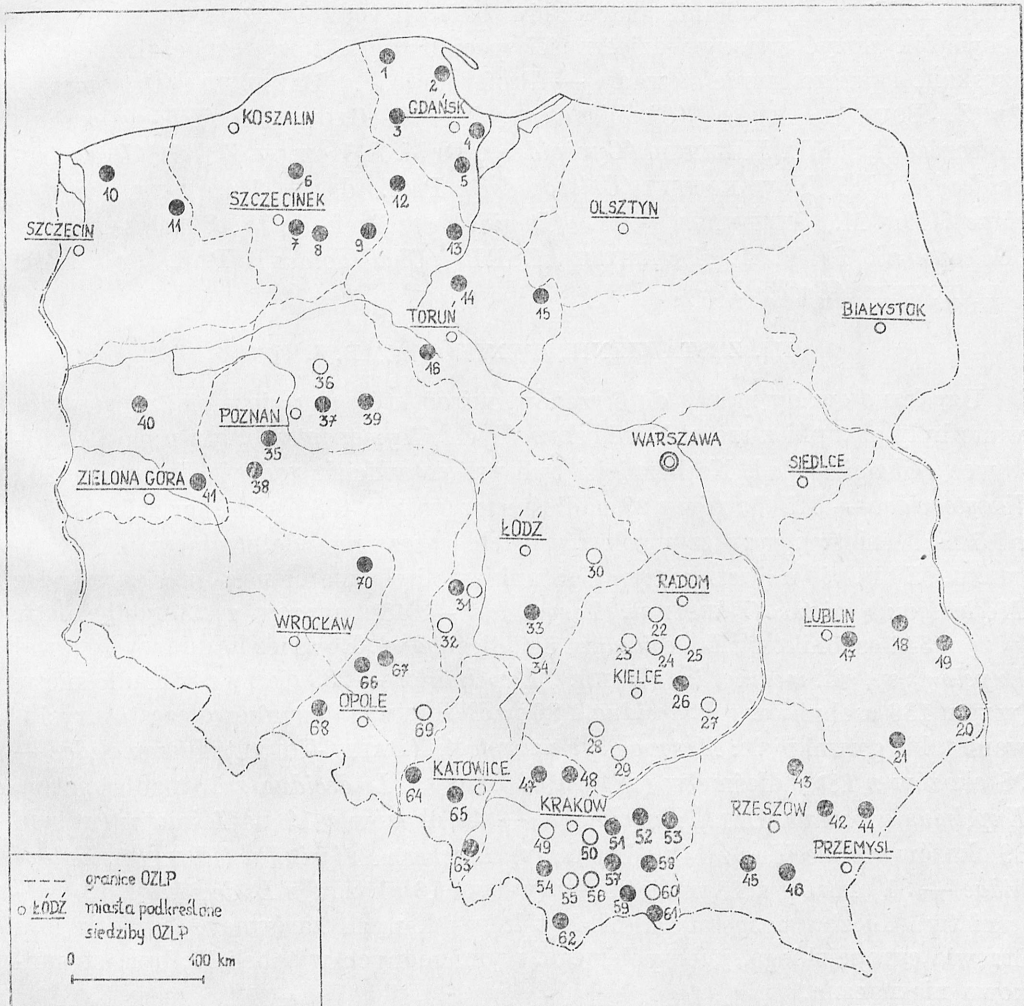 1
2
KOSZALIN
3
GDAŃSK
4
5
10
6
12
SZCZECINEK
11
OLSZTYN
SZCZECIN
7
8
9
13
14
15
BIAŁYSTOK
TORUŃ
16
36
40
POZNAŃ
37
39
35
WARSZAWA
SIEDLCE
ZIELONA GÓRA
41
38
ŁÓDŹ
30
70
31
RADOM
WROCŁAW
32
33
22
LUBLIN
18
17
19
34
23
24
25
66
67
KIELCE
26
OPOLE
68
69
27
20
28
21
29
KATOWICE
64
65
47
48
43
KRAKÓW
RZESZÓW
42
44
49
50
51
52
53
PRZEMYŚL
63
54
55
56
57
58
45
46
59
60
61
62
granice OZLP
ŁÓDŹ miasta podkreślone
siedziby OZLP
0 100 km